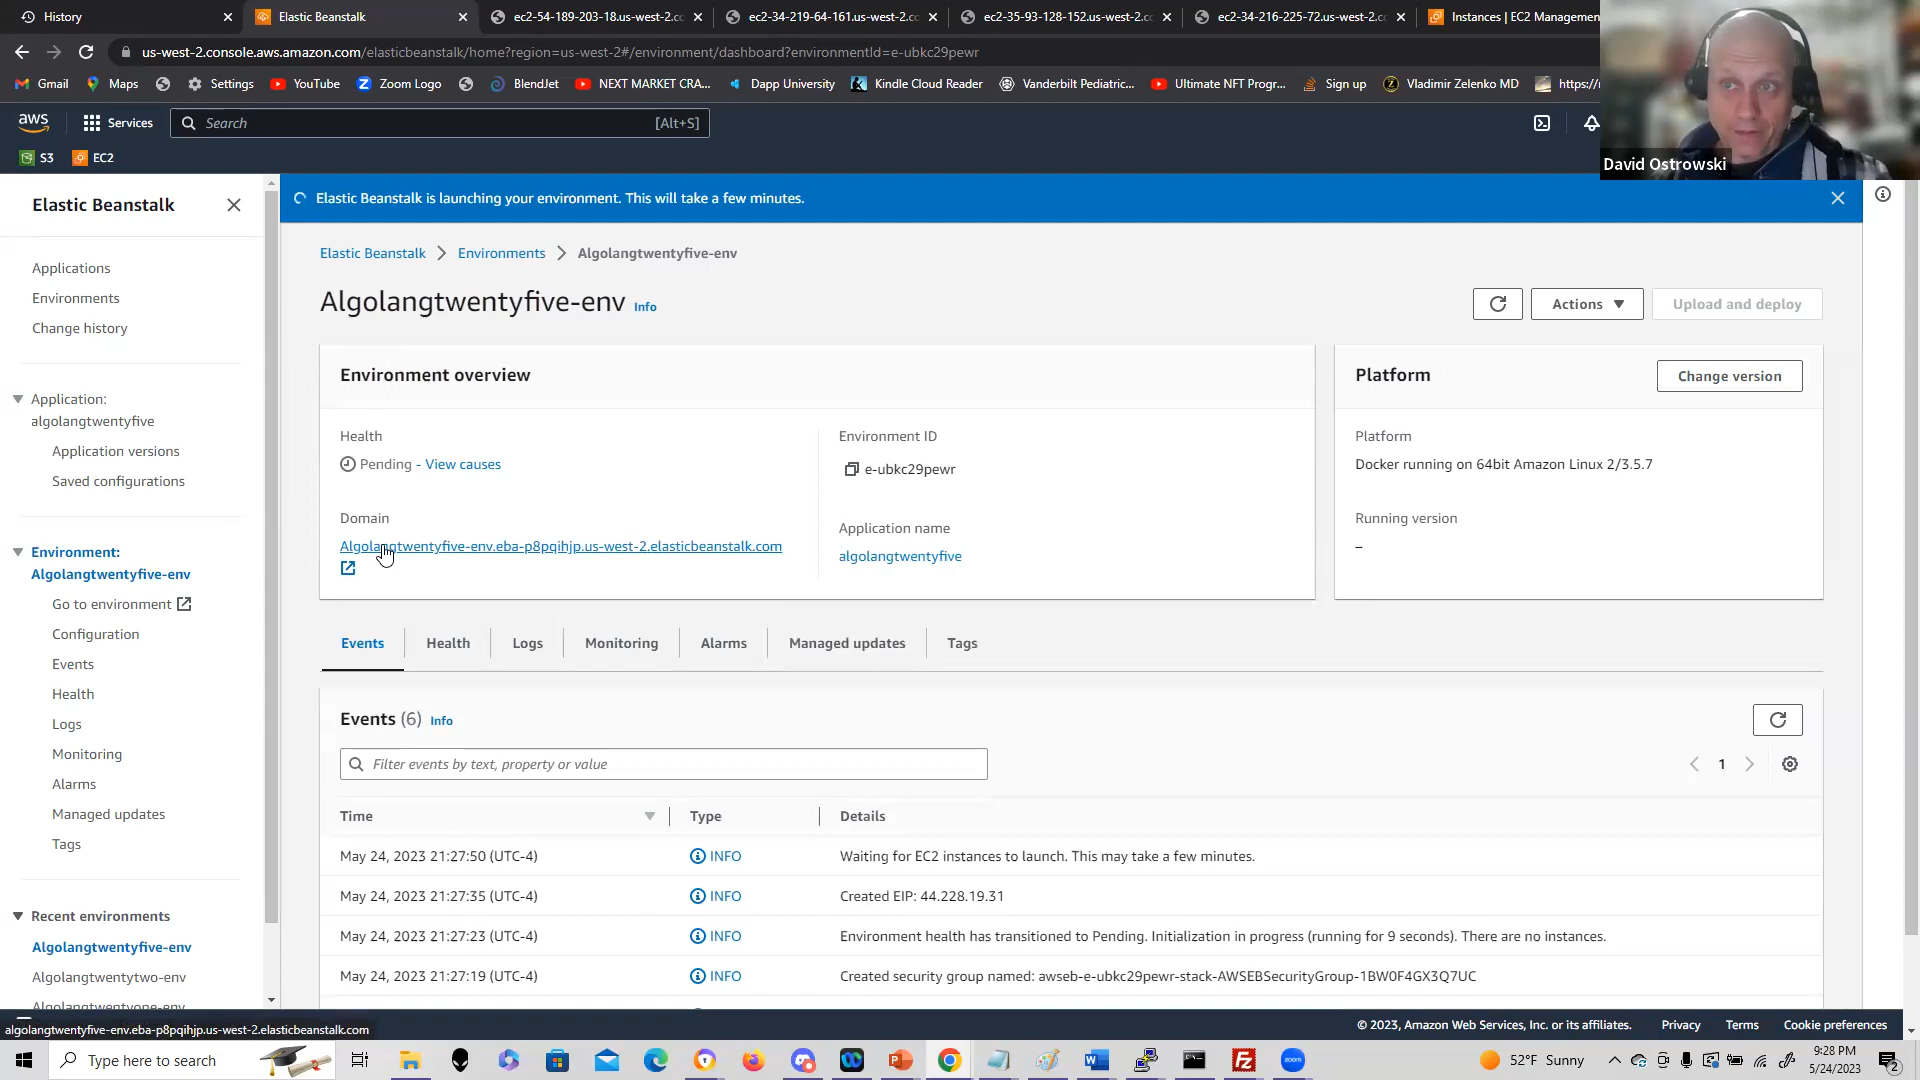 History
Elastic Beanstalk
ec2-54-189-203-18.us-west-2.cc
ec2-34-219-64-161.us-west-2.cc
ec2-35-93-128-152.us-west-2.cc
ec2-34-216-225-72.us-west-2.cc
Instances | EC2 Managemen
us-west-2.console.aws.amazon.com/elasticbeanstalk/home?region=us-west-2#/environment/dashboard?environmentId=e-ubkc29pewr
Gmail
Maps
Settings
YouTube
Zoom Logo
BlendJet
NEXT MARKET CRA...
Dapp University
Kindle Cloud Reader
Vanderbilt Pediatric...
Ultimate NFT Progr...
Sign up
Vladimir Zelenko MD
https://
aws
Services
Search
[Alt+S]
David Ostrowski
S3
EC2
Elastic Beanstalk
Elastic Beanstalk is launching your environment. This will take a few minutes.
Applications
Environments
Change history
Application:
algolangtwentyfive
Application versions
Saved configurations
Environment:
Algolangtwentyfive-env
Go to environment
Configuration
Events
Health
Logs
Monitoring
Alarms
Managed updates
Tags
Recent environments
Algolangtwentyfive-env
Algolangtwentytwo-env
Algolangtwentyone-env
Elastic Beanstalk
Environments
Algolangtwentyfive-env
Algolangtwentyfive-env Info
Actions
Upload and deploy
Environment overview
Health
Pending - View causes
Domain
Algolangtwentyfive-env.eba-p8pqihjp.us-west-2.elasticbeanstalk.com
Environment ID
e-ubkc29pewr
Application name
algolangtwentyfive
Platform
Change version
Platform
Docker running on 64bit Amazon Linux 2/3.5.7
Running version
–
Events
Health
Logs
Monitoring
Alarms
Managed updates
Tags
Events (6) Info
Filter events by text, property or value
1
Time
Type
Details
May 24, 2023 21:27:50 (UTC-4)
INFO
Waiting for EC2 instances to launch. This may take a few minutes.
May 24, 2023 21:27:35 (UTC-4)
INFO
Created EIP: 44.228.19.31
May 24, 2023 21:27:23 (UTC-4)
INFO
Environment health has transitioned to Pending. Initialization in progress (running for 9 seconds). There are no instances.
May 24, 2023 21:27:19 (UTC-4)
INFO
Created security group named: awseb-e-ubkc29pewr-stack-AWSEBSecurityGroup-1BW0F4GX3Q7UC
algolangtwentyfive-env.eba-p8pqihjp.us-west-2.elasticbeanstalk.com
© 2023, Amazon Web Services, Inc. or its affiliates.
Privacy
Terms
Cookie preferences
Type here to search
zoom
52°F Sunny
9:28 PM
5/24/2023
2